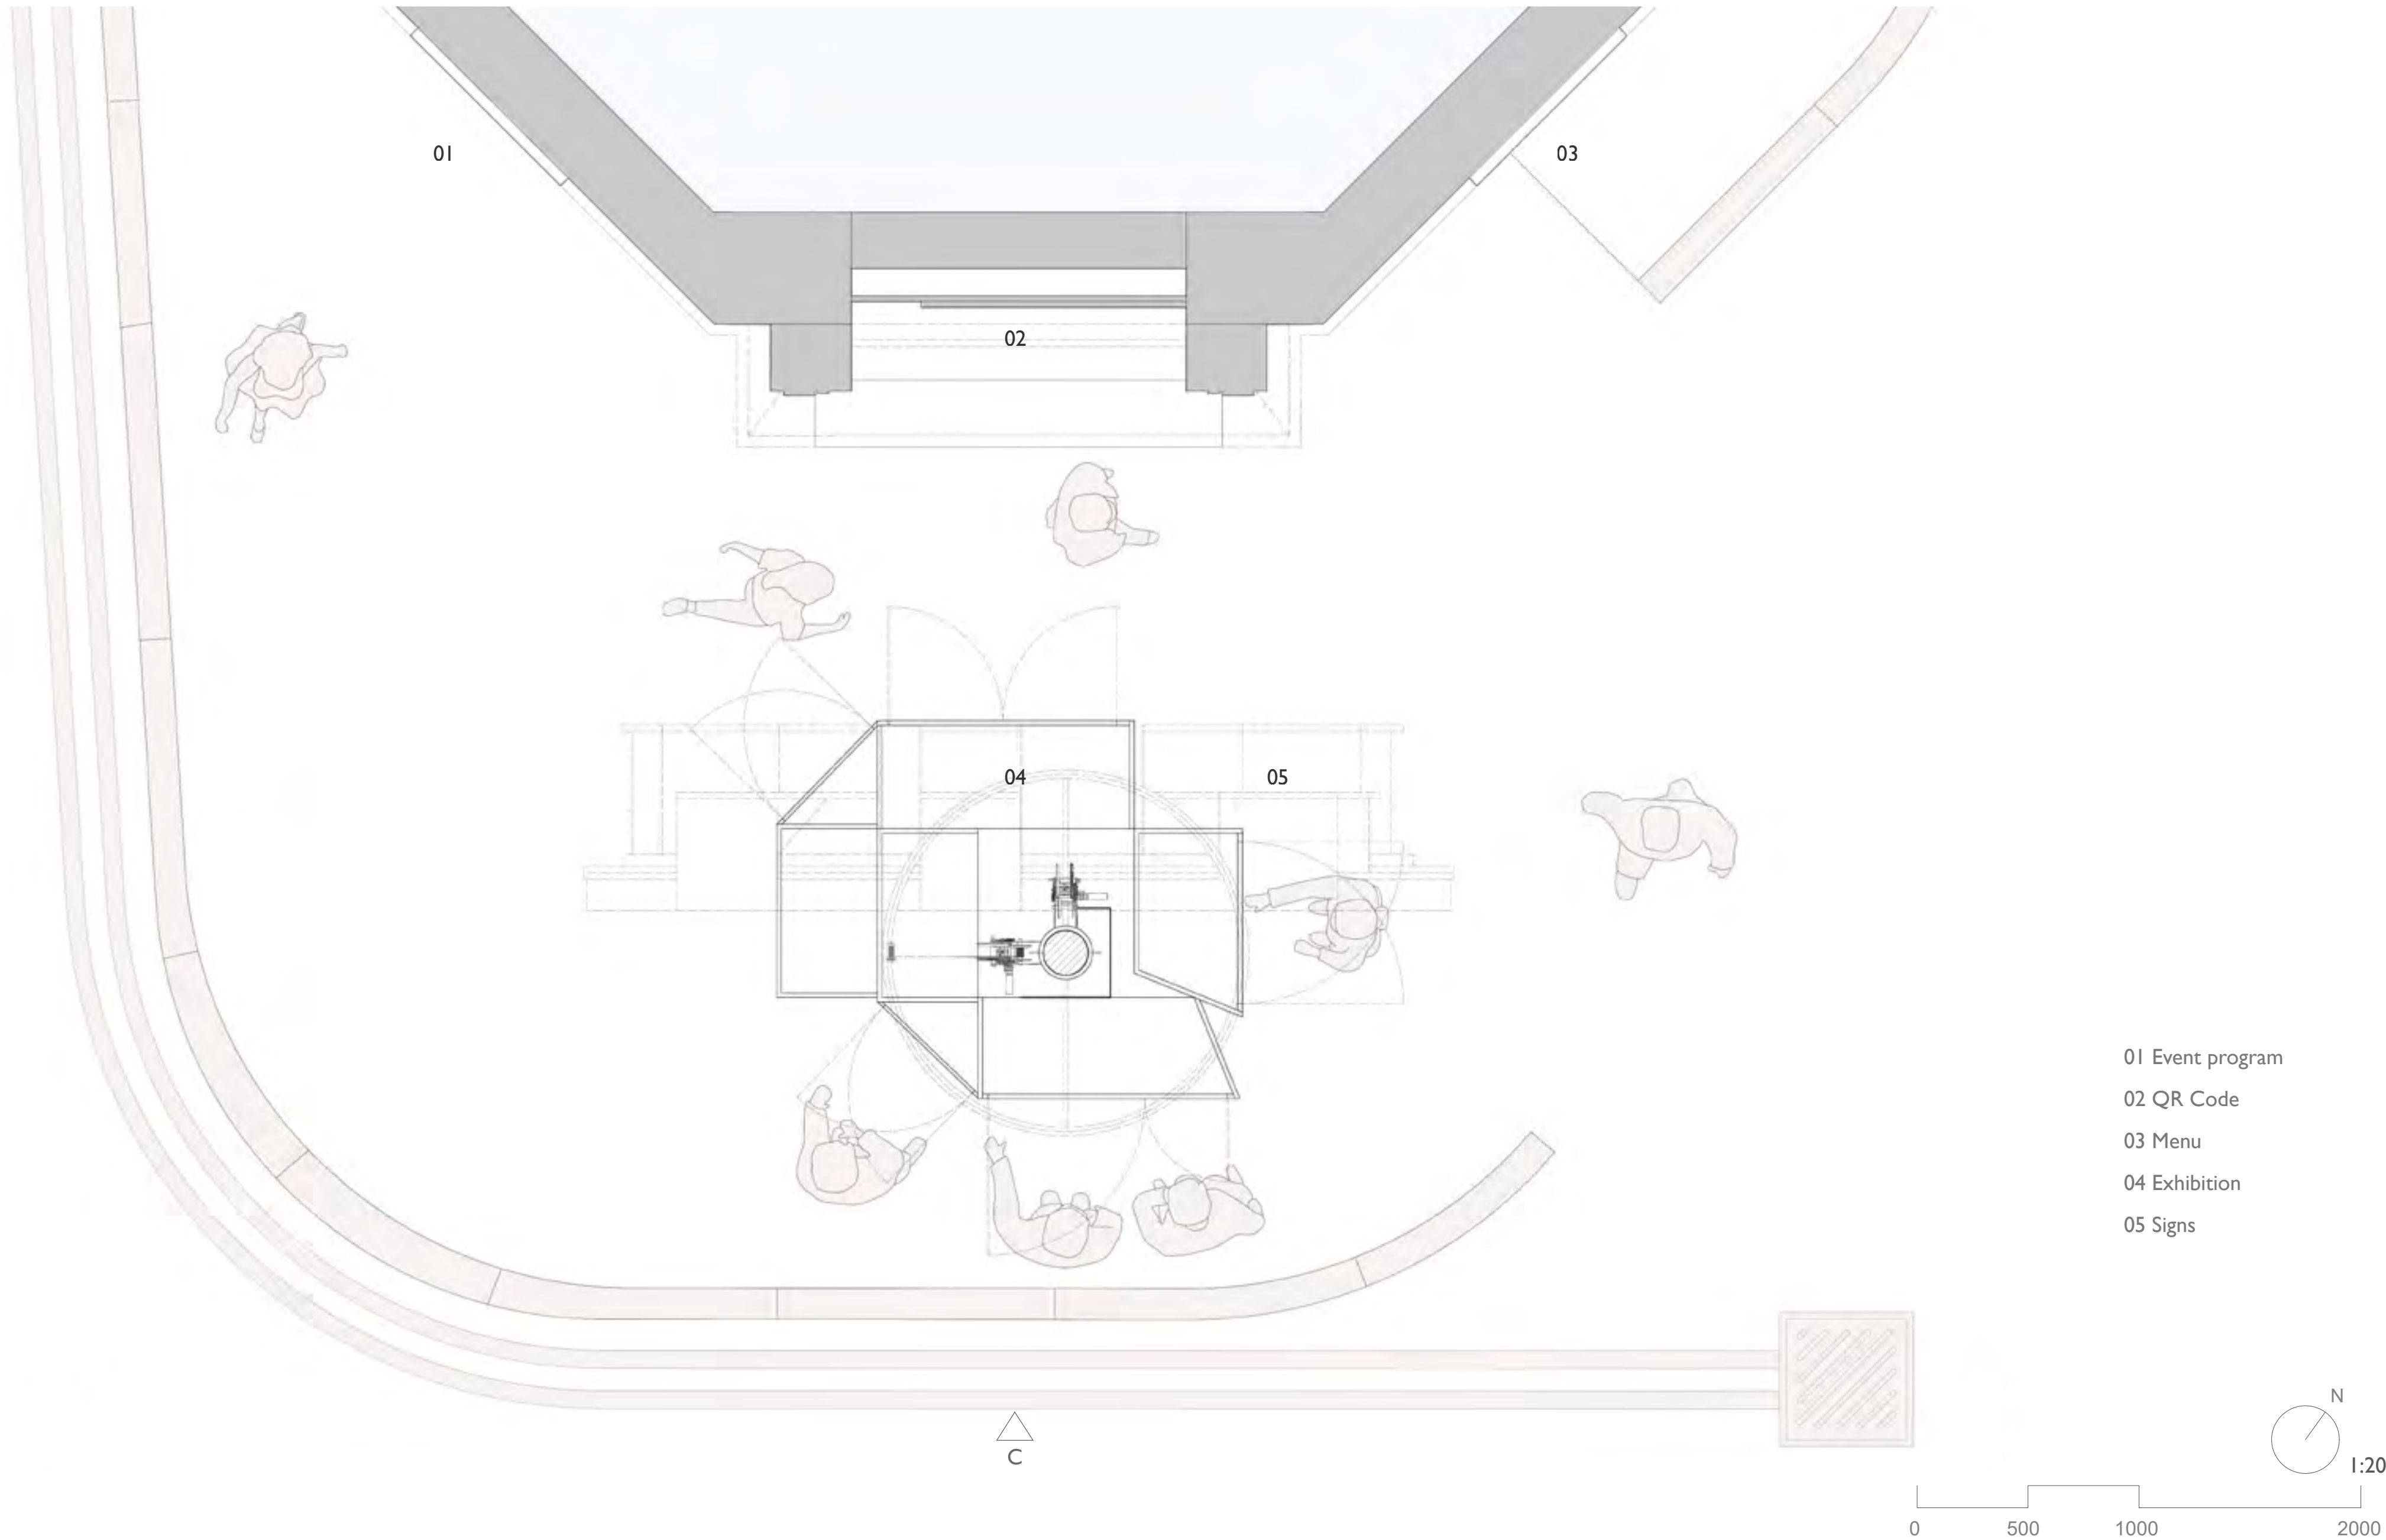 01
03
02
04
05
01 Event program
02 QR Code
03 Menu
04 Exhibition
05 Signs
C
N
1:20
0 500 1000 2000